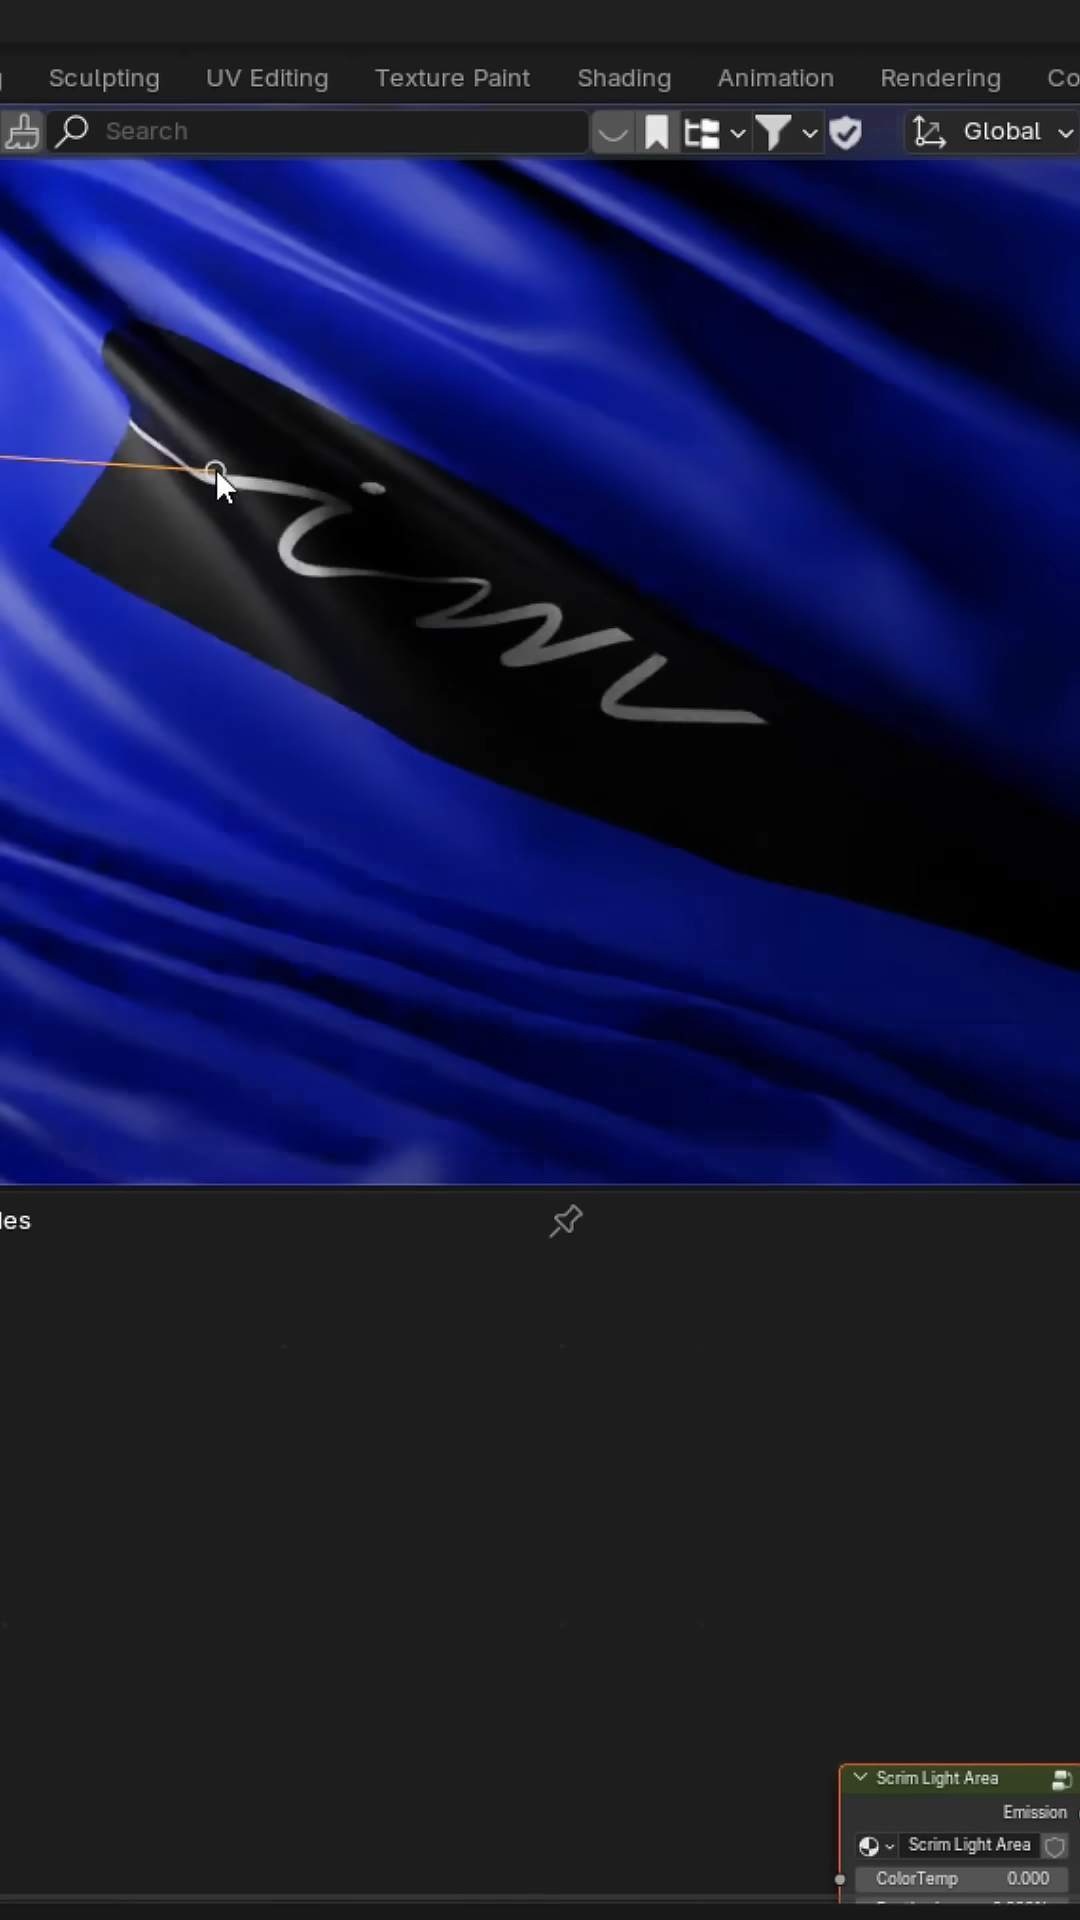 Sculpting UV Editing Texture Paint Shading Animation Rendering
Search Global
Scrim Light Area
Emission
Scrim Light Area
ColorTemp 0.000